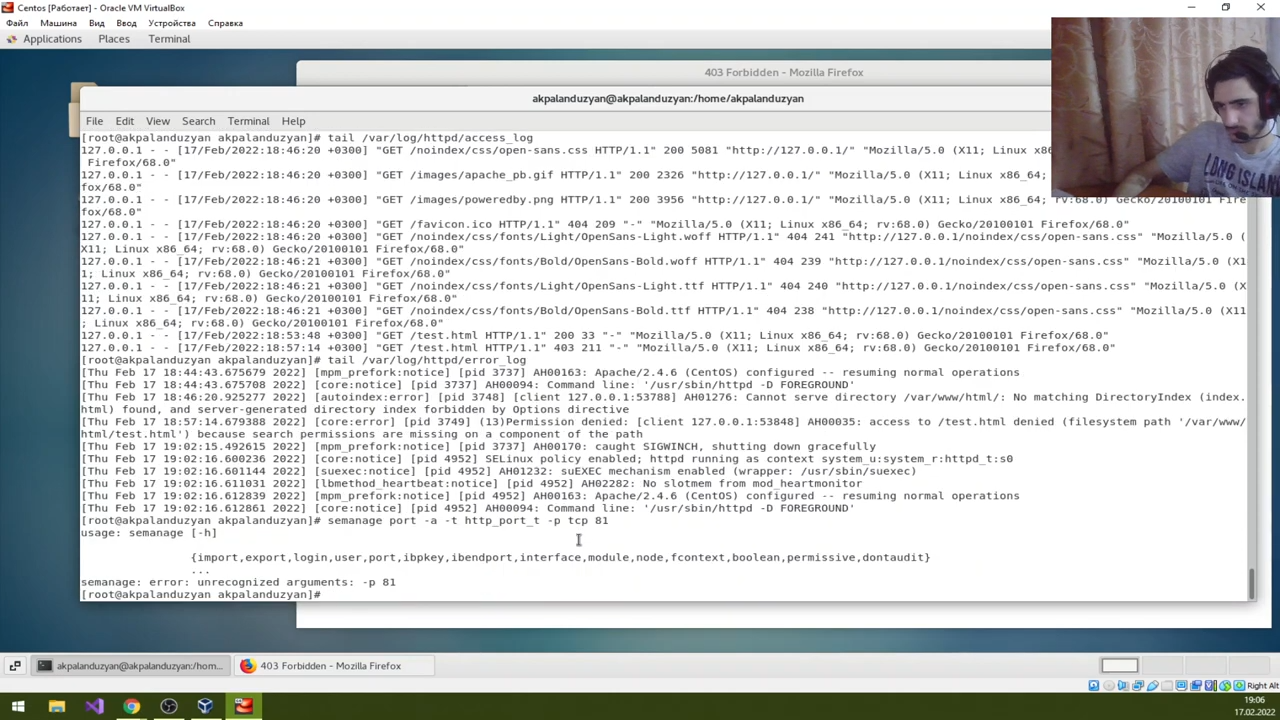 Centos [Работает] - Oracle VM VirtualBox
Файл Машина Вид Ввод Устройства Справка
Applications Places Terminal
403 Forbidden - Mozilla Firefox
akpalanduzyan@akpalanduzyan:/home/akpalanduzyan
File Edit View Search Terminal Help
[root@akpalanduzyan akpalanduzyan]# tail /var/log/httpd/access_log
127.0.0.1 - - [17/Feb/2022:18:46:20 +0300] "GET /noindex/css/open-sans.css HTTP/1.1" 200 5081 "http://127.0.0.1/" "Mozilla/5.0 (X11; Linux x86_64;
Firefox/68.0"
127.0.0.1 - - [17/Feb/2022:18:46:20 +0300] "GET /images/apache_pb.gif HTTP/1.1" 200 2326 "http://127.0.0.1/" "Mozilla/5.0 (X11; Linux x86_64;
fox/68.0"
127.0.0.1 - - [17/Feb/2022:18:46:20 +0300] "GET /images/poweredby.png HTTP/1.1" 200 3956 "http://127.0.0.1/" "Mozilla/5.0 (X11; Linux x86_64; Fire
fox/68.0"
127.0.0.1 - - [17/Feb/2022:18:46:20 +0300] "GET /favicon.ico HTTP/1.1" 404 209 "-" "Mozilla/5.0 (X11; Linux x86_64; rv:68.0) Gecko/20100101 Firefox/68.0"
127.0.0.1 - - [17/Feb/2022:18:46:20 +0300] "GET /noindex/css/fonts/Light/OpenSans-Light.woff HTTP/1.1" 404 241 "http://127.0.0.1/noindex/css/open-sans.css" "Mozilla/5.0 (
X11; Linux x86_64; rv:68.0) Gecko/20100101 Firefox/68.0"
127.0.0.1 - - [17/Feb/2022:18:46:20 +0300] "GET /noindex/css/fonts/Bold/OpenSans-Bold.woff HTTP/1.1" 404 239 "http://127.0.0.1/noindex/css/open-sans.css" "Mozilla/5.0 (X1
1; Linux x86_64; rv:68.0) Gecko/20100101 Firefox/68.0"
127.0.0.1 - - [17/Feb/2022:18:46:21 +0300] "GET /noindex/css/fonts/Light/OpenSans-Light.ttf HTTP/1.1" 404 240 "http://127.0.0.1/noindex/css/open-sans.css" "Mozilla/5.0 (X
11; Linux x86_64; rv:68.0) Gecko/20100101 Firefox/68.0"
127.0.0.1 - - [17/Feb/2022:18:46:21 +0300] "GET /noindex/css/fonts/Bold/OpenSans-Bold.ttf HTTP/1.1" 404 238 "http://127.0.0.1/noindex/css/open-sans.css" "Mozilla/5.0 (X11
; Linux x86_64; rv:68.0) Gecko/20100101 Firefox/68.0"
127.0.0.1 - - [17/Feb/2022:18:53:48 +0300] "GET /test.html HTTP/1.1" 200 33 "-" "Mozilla/5.0 (X11; Linux x86_64; rv:68.0) Gecko/20100101 Firefox/68.0"
127.0.0.1 - - [17/Feb/2022:18:57:14 +0300] "GET /test.html HTTP/1.1" 403 211 "-" "Mozilla/5.0 (X11; Linux x86_64; rv:68.0) Gecko/20100101 Firefox/68.0"
[root@akpalanduzyan akpalanduzyan]# tail /var/log/httpd/error_log
[Thu Feb 17 18:44:43.675679 2022] [mpm_prefork:notice] [pid 3737] AH00163: Apache/2.4.6 (CentOS) configured -- resuming normal operations
[Thu Feb 17 18:44:43.675708 2022] [core:notice] [pid 3737] AH00094: Command line: '/usr/sbin/httpd -D FOREGROUND'
[Thu Feb 17 18:46:20.925277 2022] [autoindex:error] [pid 3748] [client 127.0.0.1:53788] AH01276: Cannot serve directory /var/www/html/: No matching DirectoryIndex (index.
html) found, and server-generated directory index forbidden by Options directive
[Thu Feb 17 18:57:14.679388 2022] [core:error] [pid 3749] (13)Permission denied: [client 127.0.0.1:53848] AH00035: access to /test.html denied (filesystem path '/var/www/
html/test.html') because search permissions are missing on a component of the path
[Thu Feb 17 19:02:15.492615 2022] [mpm_prefork:notice] [pid 3737] AH00170: caught SIGWINCH, shutting down gracefully
[Thu Feb 17 19:02:16.600236 2022] [core:notice] [pid 4952] SELinux policy enabled; httpd running as context system_u:system_r:httpd_t:s0
[Thu Feb 17 19:02:16.601144 2022] [suexec:notice] [pid 4952] AH01232: suEXEC mechanism enabled (wrapper: /usr/sbin/suexec)
[Thu Feb 17 19:02:16.611031 2022] [lbmethod_heartbeat:notice] [pid 4952] AH02282: No slotmem from mod_heartmonitor
[Thu Feb 17 19:02:16.612839 2022] [mpm_prefork:notice] [pid 4952] AH00163: Apache/2.4.6 (CentOS) configured -- resuming normal operations
[Thu Feb 17 19:02:16.612861 2022] [core:notice] [pid 4952] AH00094: Command line: '/usr/sbin/httpd -D FOREGROUND'
[root@akpalanduzyan akpalanduzyan]# semanage port -a -t http_port_t -p tcp 81
usage: semanage [-h]
{import,export,login,user,port,ibpkey,ibendport,interface,module,node,fcontext,boolean,permissive,dontaudit}
...
semanage: error: unrecognized arguments: -p 81
[root@akpalanduzyan akpalanduzyan]#
akpalanduzyan@akpalanduzyan:/hom... 403 Forbidden - Mozilla Firefox
Right Alt
19:06
17.02.2022